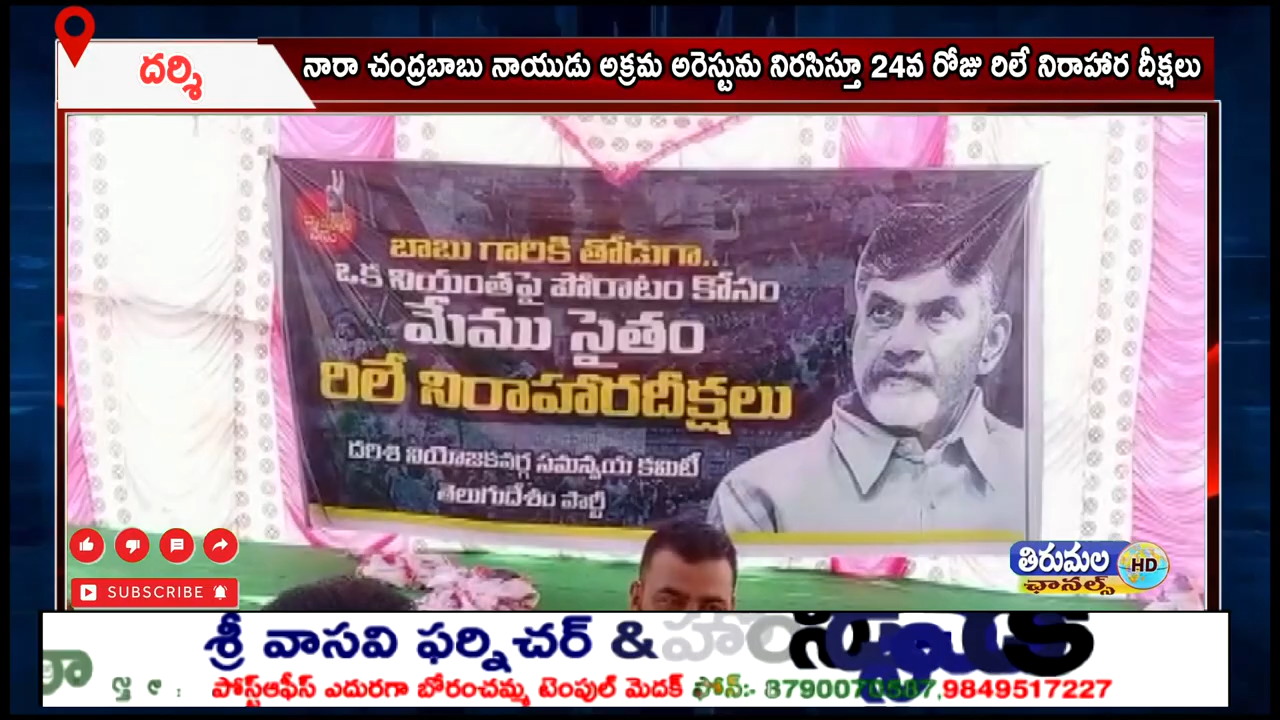 దర్శి
నారా చంద్రబాబు నాయుడు అక్రమ అరెస్టును నిరసిస్తూ 24వ రోజు రిలే నిరాహార దీక్షలు
బాబు గారికి తోడుగా..
ఒక నియంతపై పోరాటం కోసం
మేము సైతం
రిలే నిరాహారదీక్షలు
దరిశి నియోజకవర్గ సమన్వయ కమిటీ
తెలుగుదేశం పార్టీ
తిరుమల HD
ఛానల్స్
SUBSCRIBE
శ్రీ వాసవి ఫర్నిచర్ &
పోస్ట్ఆఫీస్ ఎదురగా బోరంచమ్మ టెంపుల్ మెదక్ ఫోన్:- 9849517227